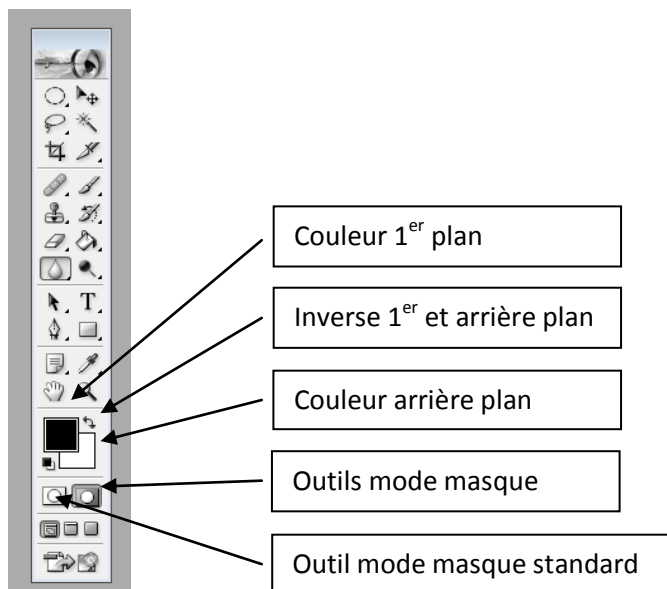 Couleur 1er plan
Inverse 1er et arrière plan
Couleur arrière plan
Outils mode masque
Outil mode masque standard